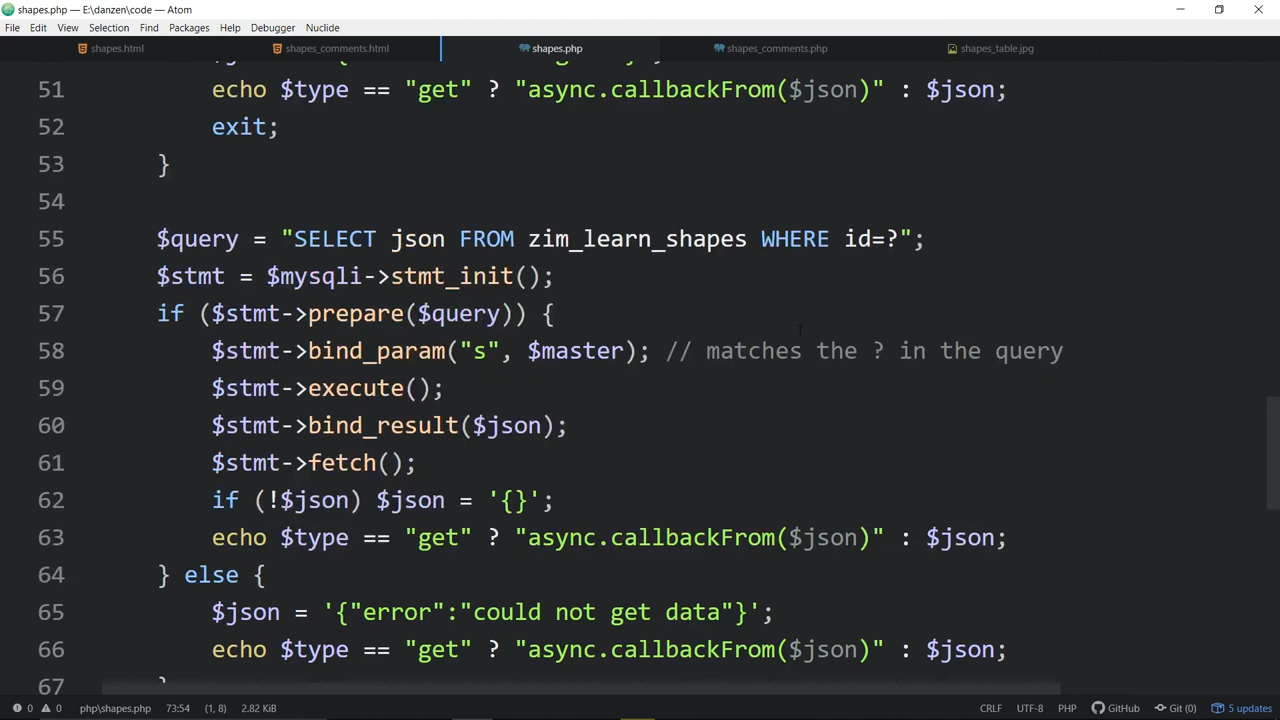 shapes.php — E:\danzen\code — Atom
File Edit View Selection Find Packages Help Debugger Nuclide
shapes.html shapes_comments.html shapes.php shapes_comments.php shapes_table.jpg
51 echo $type == "get" ? "async.callbackFrom($json)" : $json;
52 exit;
53 }
54
55 $query = "SELECT json FROM zim_learn_shapes WHERE id=?";
56 $stmt = $mysqli->stmt_init();
57 if ($stmt->prepare($query)) {
58 $stmt->bind_param("s", $master); // matches the ? in the query
59 $stmt->execute();
60 $stmt->bind_result($json);
61 $stmt->fetch();
62 if (!$json) $json = '{}';
63 echo $type == "get" ? "async.callbackFrom($json)" : $json;
64 } else {
65 $json = '{"error":"could not get data"}';
66 echo $type == "get" ? "async.callbackFrom($json)" : $json;
67 }
0 0 php\shapes.php 73:54 (1, 8) 2.82 KiB CRLF UTF-8 PHP GitHub Git (0) 5 updates